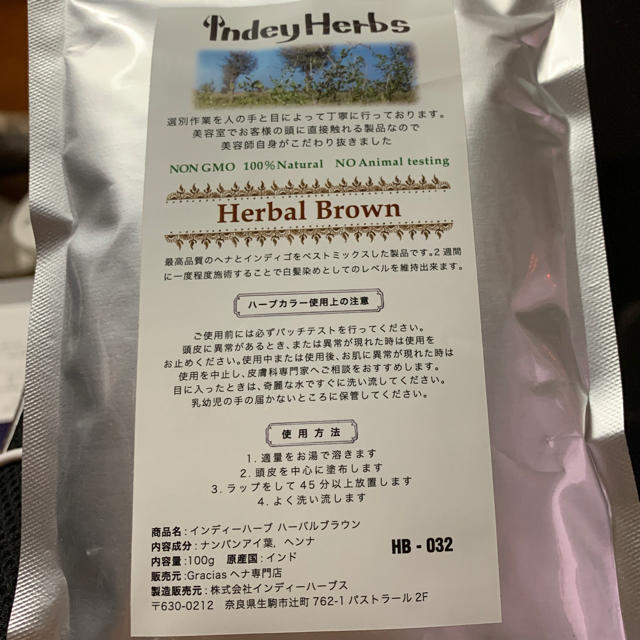 Indey Herbs
選別作業を人の手と目によって丁寧に行っております。
美容室でお客様の頭に直接触れる製品なので
美容師自身がこだわり抜きました
NON GMO 100%Natural NO Animal testing
Herbal Brown
最高品質のヘナとインディゴをベストミックスした製品です。2週間
に一度程度施術することで白髪染めとしてのレベルを維持出来ます。
ハーブカラー使用上の注意
ご使用前には必ずパッチテストを行ってください。
頭皮に異常があるとき、または異常が現れた時は使用を
お止めください。使用中または使用後、お肌に異常が現れた時は
使用を中止し、皮膚科専門家へご相談をおすすめします。
目に入ったときは、奇麗な水ですぐに洗い流してください。
乳幼児の手の届かないところに保管してください。
使用方法
1. 適量をお湯で溶きます
2. 頭皮を中心に塗布します
3. ラップをして45分以上放置します
4. よく洗い流します
商品名：インディーハーブ ハーバルブラウン
内容成分：ナンバンアイ葉，ヘンナ
内容量：100g 原産国：インド
販売元：Gracias ヘナ専門店
製造販売元：株式会社インディーハーブス
〒630-0212 奈良県生駒市辻町 762-1 パストラール 2F
HB - 032